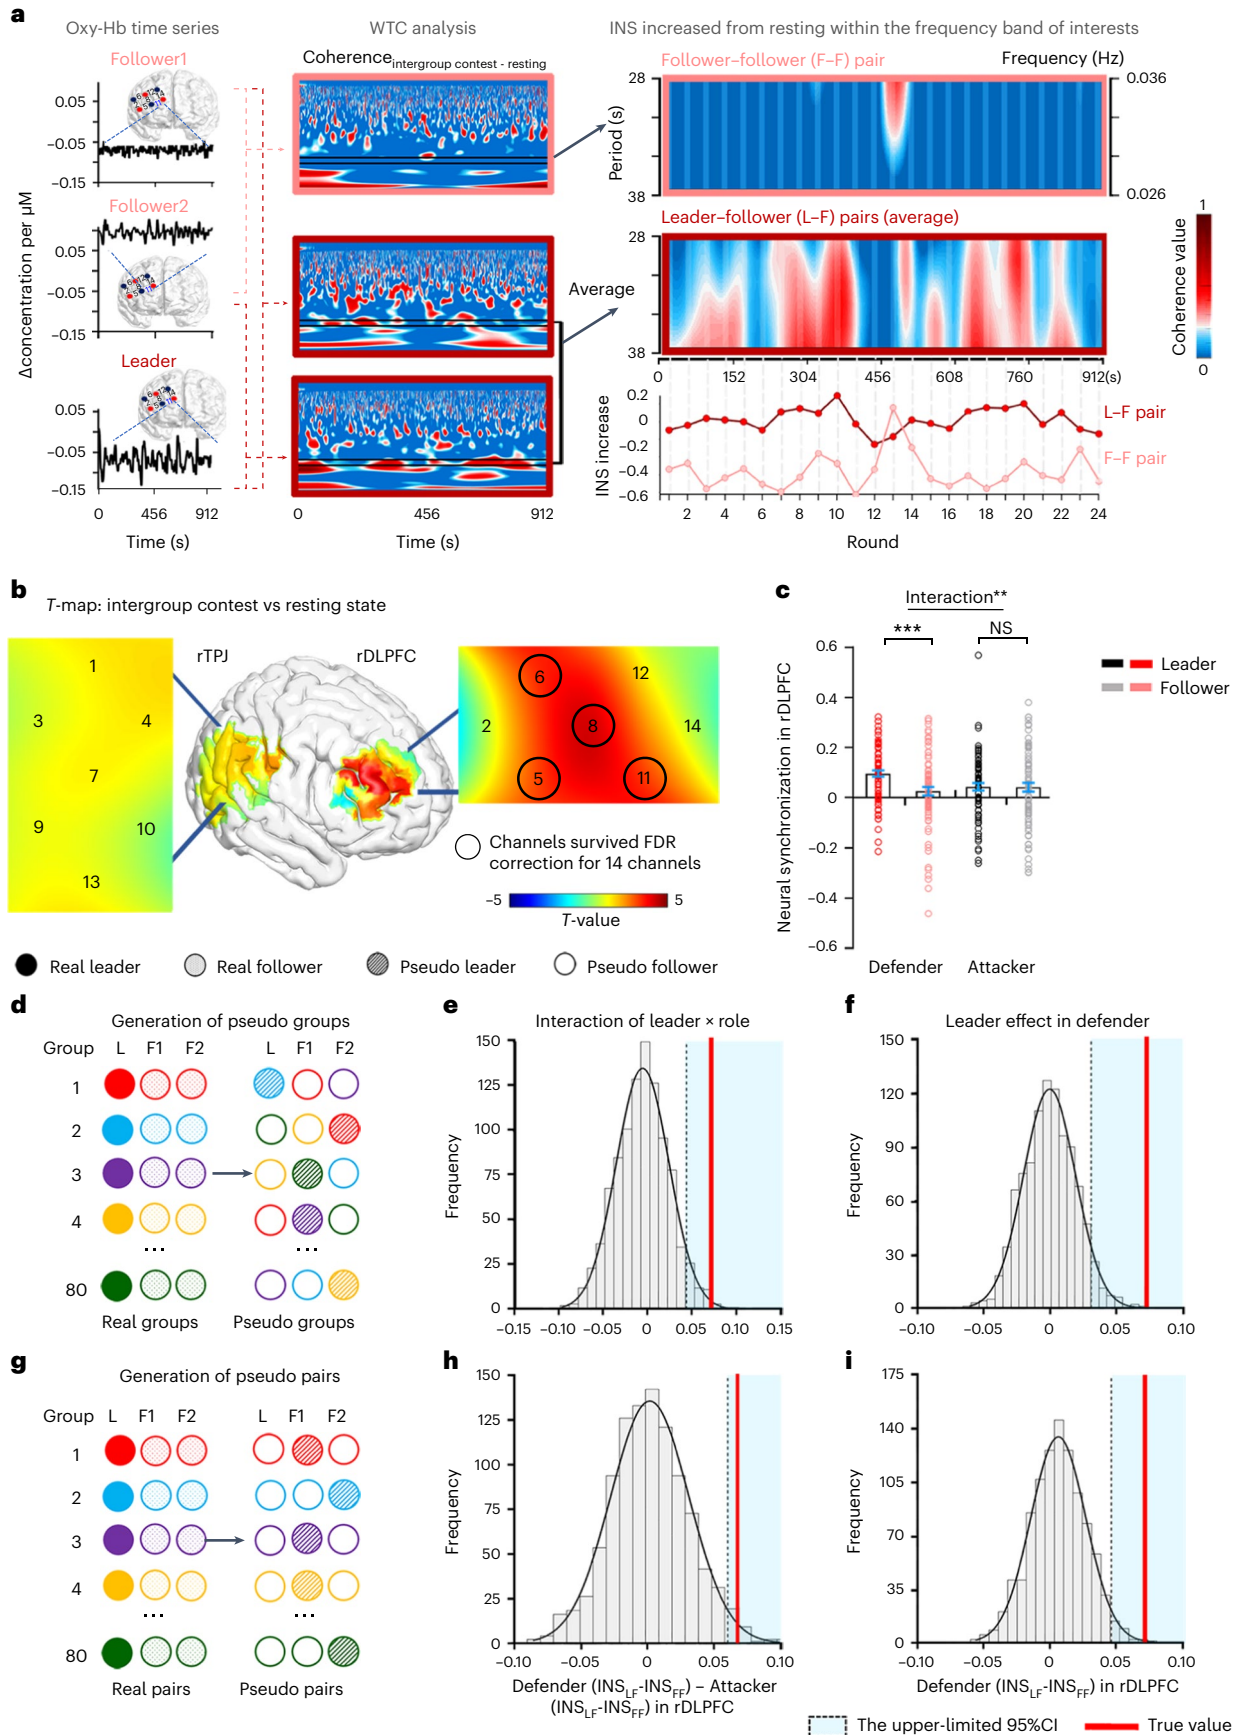 a
Oxy-Hb time series
WTC analysis
INS increased from resting within the frequency band of interests
Follower1
Coherence intergroup contest - resting
Follower–follower (F–F) pair
Frequency (Hz)
0.05
−0.05
−0.15
28
Period (s)
38
0.036
0.026
Follower2
0.05
−0.05
−0.15
Δconcentration per μM
Leader–follower (L–F) pairs (average)
28
38
Average
1
Coherence value
0
0 152 304 456 608 760 912(s)
Leader
0.05
−0.05
−0.15
0 456 912
Time (s)
0 456 912
Time (s)
0.2
0
−0.2
−0.4
−0.6
INS increase
L–F pair
F–F pair
2 4 6 8 10 12 14 16 18 20 22 24
Round
b
T-map: intergroup contest vs resting state
rTPJ
rDLPFC
1
3 4
7
9 10
13
6 12
2 8 14
5 11
Channels survived FDR
correction for 14 channels
−5 5
T-value
c
Interaction**
***
NS
Leader
Follower
0.6
0.4
0.2
0
−0.2
−0.4
−0.6
Neural synchronization in rDLPFC
Defender Attacker
Real leader
Real follower
Pseudo leader
Pseudo follower
d
Generation of pseudo groups
Group L F1 F2 L F1 F2
1
2
3
4
...
...
80
Real groups Pseudo groups
e
Interaction of leader × role
150
125
100
75
50
25
0
Frequency
−0.15 −0.10 −0.05 0 0.05 0.10 0.15
f
Leader effect in defender
150
120
90
60
30
0
Frequency
−0.10 −0.05 0 0.05 0.10
g
Generation of pseudo pairs
Group L F1 F2 L F1 F2
1
2
3
4
...
...
80
Real pairs Pseudo pairs
h
150
125
100
75
50
25
0
Frequency
−0.10 −0.05 0 0.05 0.10
Defender (INSLF-INSFF) – Attacker
(INSLF-INSFF) in rDLPFC
i
175
140
105
70
35
0
Frequency
−0.10 −0.05 0 0.05 0.10
Defender (INSLF-INSFF) in rDLPFC
The upper-limited 95%CI
True value